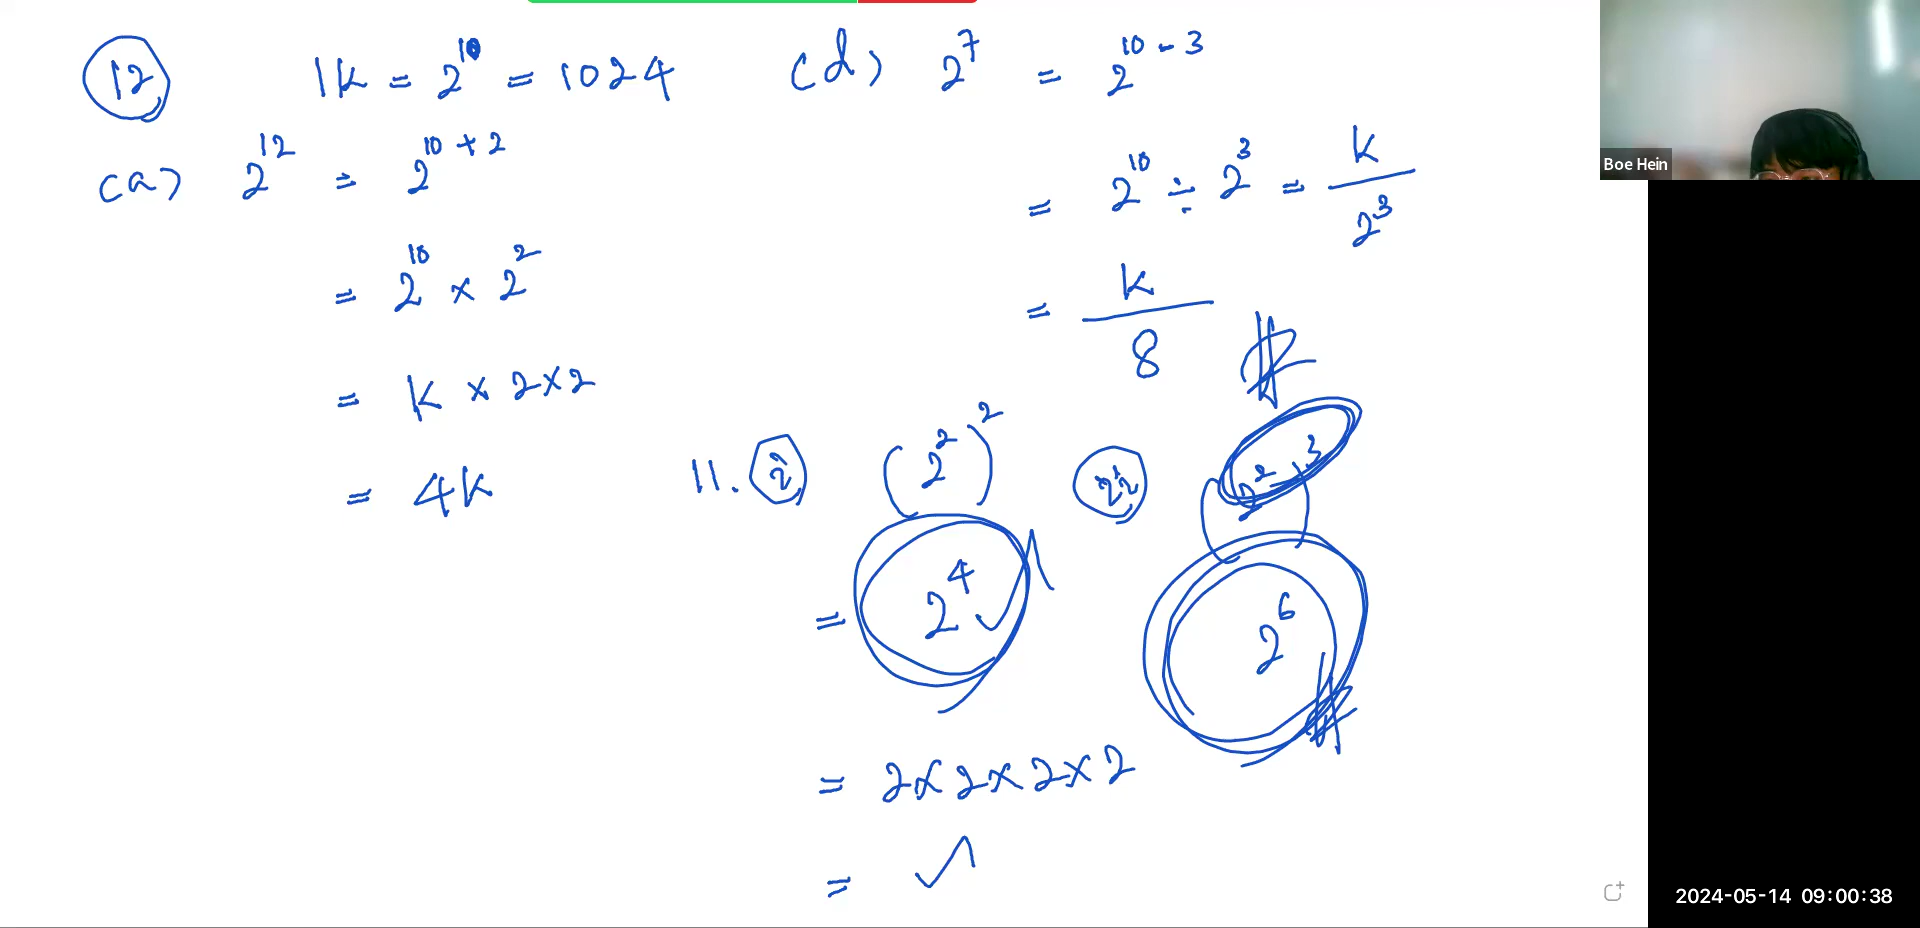 12 1k = 2^10 = 1024
(a) 2^12 = 2^10+2
= 2^10 × 2^2
= k × 2×2
= 4k
(d) 2^7 = 2^10-3
= 2^10 ÷ 2^3 = k/2^3
= k/8
11. i (2^2)^2
= 2^4
= 2×2×2×2
=
ii (2^2)^3
2^6
Boe Hein
2024-05-14 09:00:38